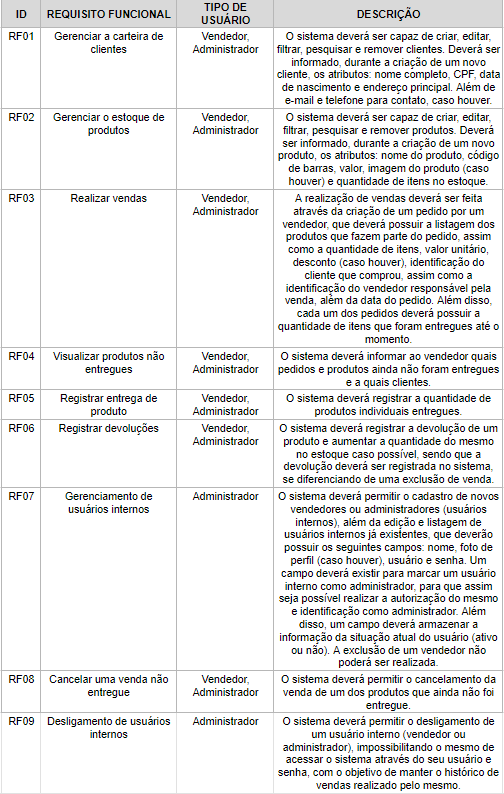 ID REQUISITO FUNCIONAL TIPO DE USUÁRIO DESCRIÇÃO
RF01 Gerenciar a carteira de clientes Vendedor, Administrador O sistema deverá ser capaz de criar, editar,
filtrar, pesquisar e remover clientes. Deverá ser
informado, durante a criação de um novo
cliente, os atributos: nome completo, CPF, data
de nascimento e endereço principal. Além de
e-mail e telefone para contato, caso houver.
RF02 Gerenciar o estoque de produtos Vendedor, Administrador O sistema deverá ser capaz de criar, editar,
filtrar, pesquisar e remover produtos. Deverá
ser informado, durante a criação de um novo
produto, os atributos: nome do produto, código
de barras, valor, imagem do produto (caso
houver) e quantidade de itens no estoque.
RF03 Realizar vendas Vendedor, Administrador A realização de vendas deverá ser feita
através da criação de um pedido por um
vendedor, que deverá possuir a listagem dos
produtos que fazem parte do pedido, assim
como a quantidade de itens, valor unitário,
desconto (caso houver), identificação do
cliente que comprou, assim como a
identificação do vendedor responsável pela
venda, além da data do pedido. Além disso,
cada um dos pedidos deverá possuir a
quantidade de itens que foram entregues até o
momento.
RF04 Visualizar produtos não entregues Vendedor, Administrador O sistema deverá informar ao vendedor quais
pedidos e produtos ainda não foram entregues
e a quais clientes.
RF05 Registrar entrega de produto Vendedor, Administrador O sistema deverá registrar a quantidade de
produtos individuais entregues.
RF06 Registrar devoluções Vendedor, Administrador O sistema deverá registrar a devolução de um
produto e aumentar a quantidade do mesmo
no estoque caso possível, sendo que a
devolução deverá ser registrada no sistema,
se diferenciando de uma exclusão de venda.
RF07 Gerenciamento de usuários internos Administrador O sistema deverá permitir o cadastro de novos
vendedores ou administradores (usuários
internos), além da edição e listagem de
usuários internos já existentes, que deverão
possuir os seguintes campos: nome, foto de
perfil (caso houver), usuário e senha. Um
campo deverá existir para marcar um usuário
interno como administrador, para que assim
seja possível realizar a autorização do mesmo
e identificação como administrador. Além
disso, um campo deverá armazenar a
informação da situação atual do usuário (ativo
ou não). A exclusão de um vendedor não
poderá ser realizada.
RF08 Cancelar uma venda não entregue Vendedor, Administrador O sistema deverá permitir o cancelamento da
venda de um dos produtos que ainda não foi
entregue.
RF09 Desligamento de usuários internos Administrador O sistema deverá permitir o desligamento de
um usuário interno (vendedor ou
administrador), impossibilitando o mesmo de
acessar o sistema através do seu usuário e
senha, com o objetivo de manter o histórico de
vendas realizado pelo mesmo.